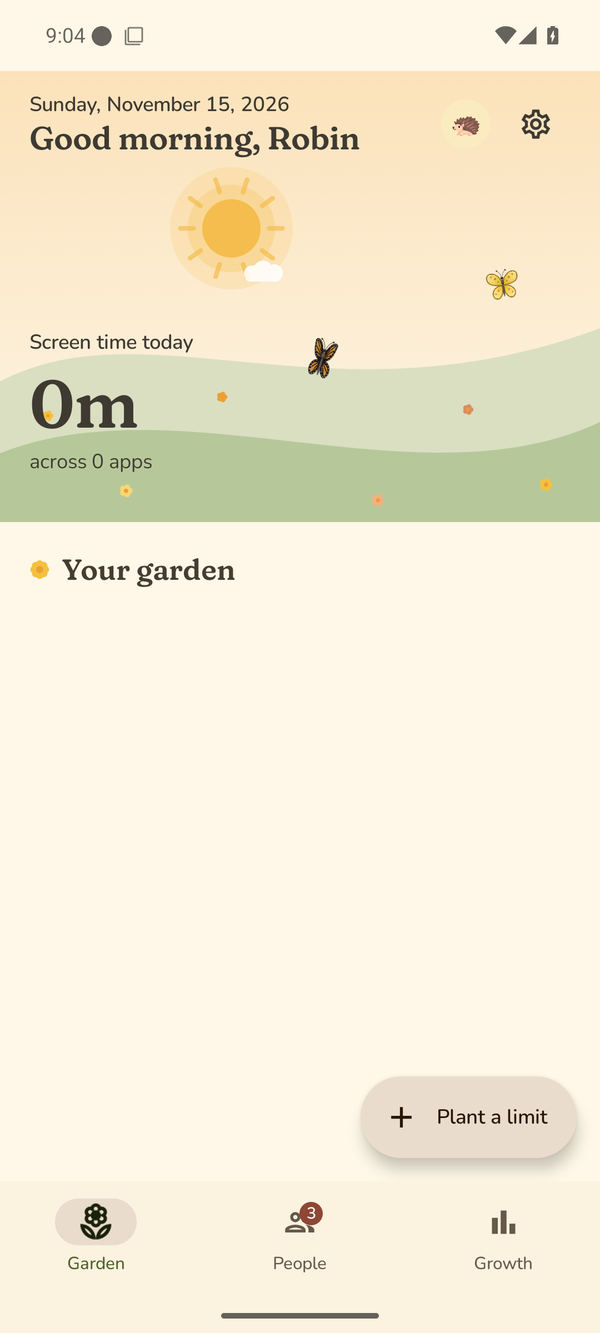 9:04
Sunday, November 15, 2026
Good morning, Robin
Screen time today
0m
across 0 apps
Your garden
Plant a limit
3
Garden
People
Growth